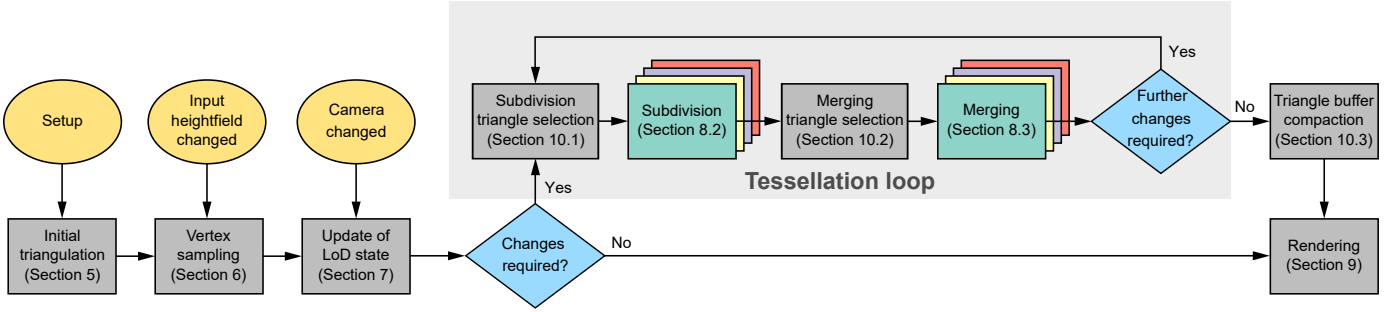 Setup
Input
heightfield
changed
Camera
changed
Initial
triangulation
(Section 5)
Vertex
sampling
(Section 6)
Update of
LoD state
(Section 7)
Changes
required?
Yes
No
Subdivision
triangle selection
(Section 10.1)
Subdivision
(Section 8.2)
Merging
triangle selection
(Section 10.2)
Merging
(Section 8.3)
Further
changes
required?
Yes
No
Tessellation loop
Triangle buffer
compaction
(Section 10.3)
Rendering
(Section 9)